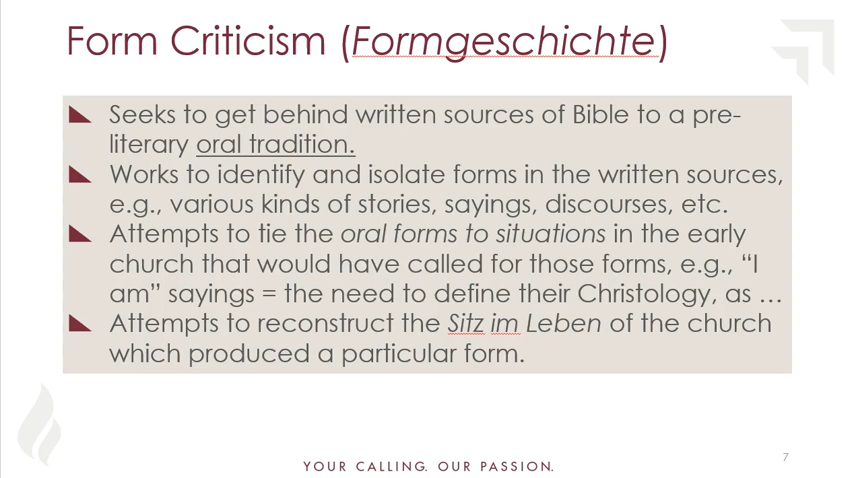 Form Criticism (Formgeschichte)
Seeks to get behind written sources of Bible to a pre-
literary oral tradition.
Works to identify and isolate forms in the written sources,
e.g., various kinds of stories, sayings, discourses, etc.
Attempts to tie the oral forms to situations in the early
church that would have called for those forms, e.g., “I
am” sayings = the need to define their Christology, as …
Attempts to reconstruct the Sitz im Leben of the church
which produced a particular form.
7
YOUR CALLING. OUR PASSION.